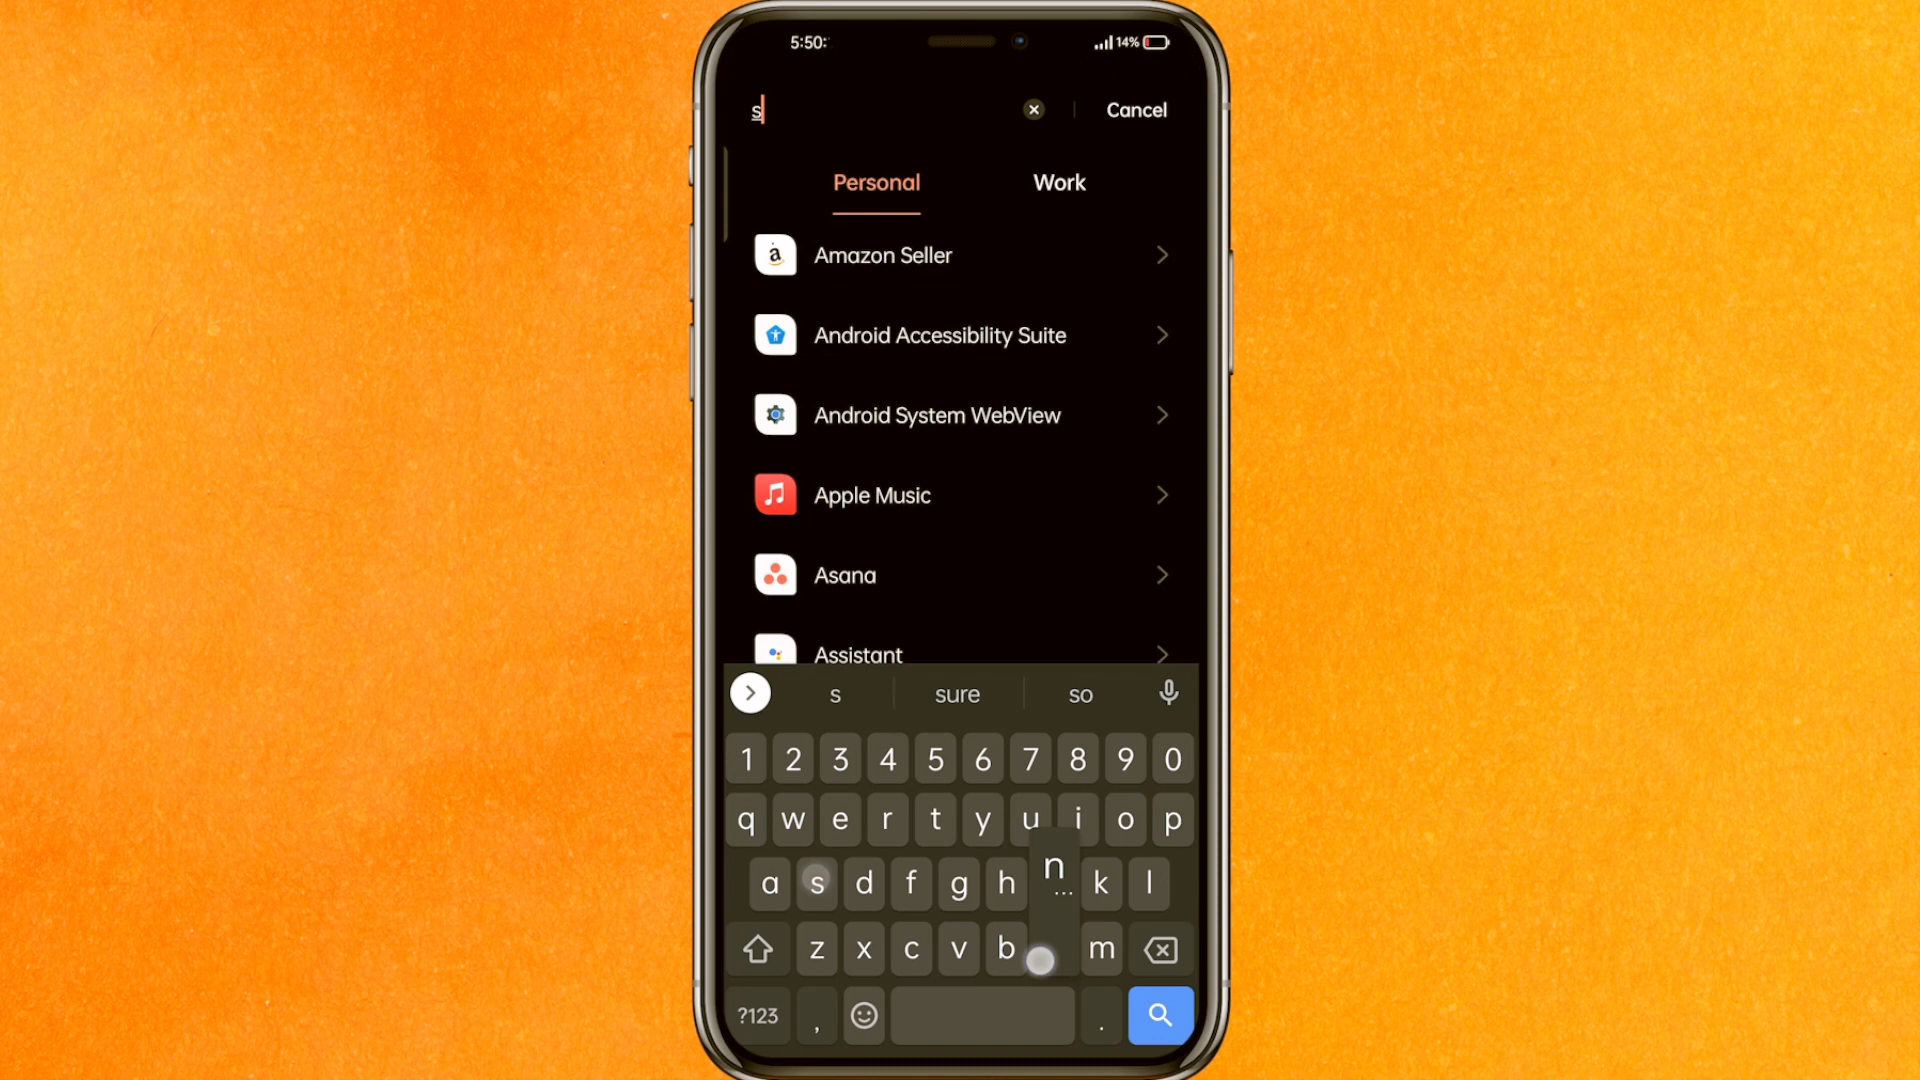 5:50:
14%
s
Cancel
Personal
Work
Amazon Seller
Android Accessibility Suite
Android System WebView
Apple Music
Asana
Assistant
s sure so
1 2 3 4 5 6 7 8 9 0
q w e r t y u i o p
a s d f g h n... k l
z x c v b m
?123 , .